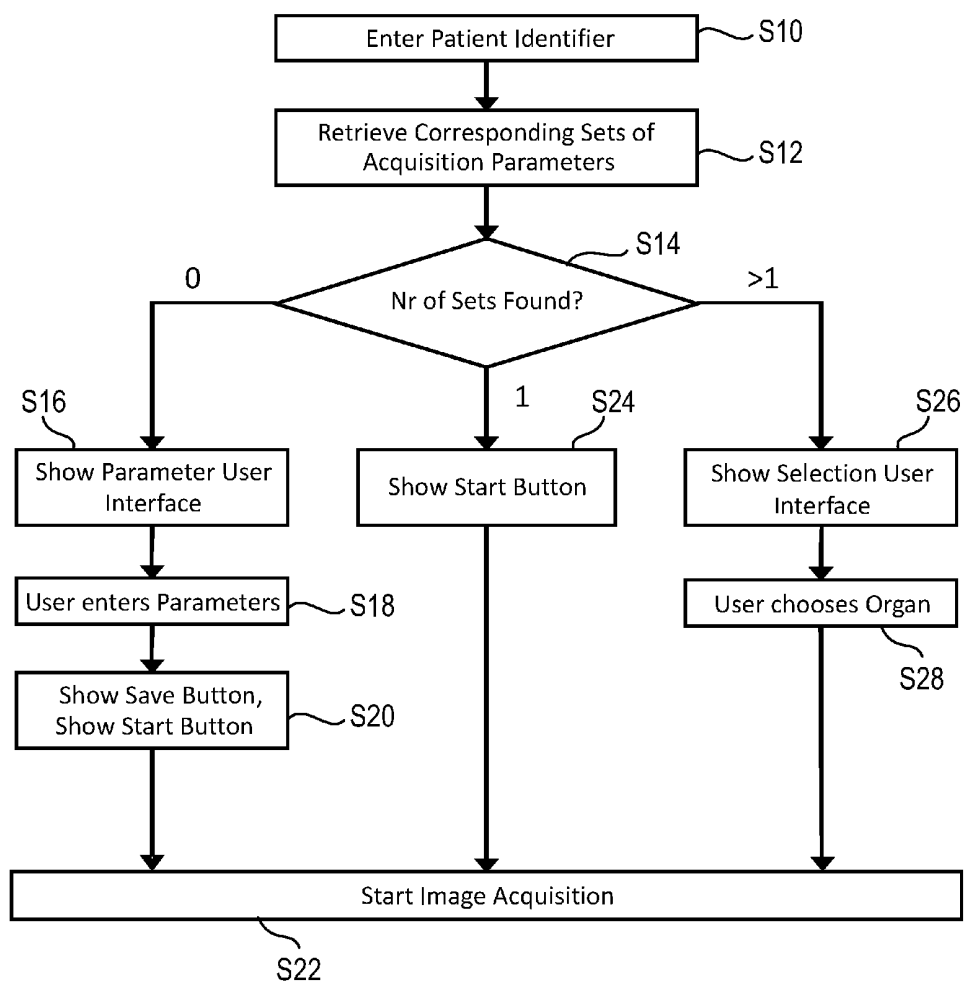 Enter Patient Identifier
S10
Retrieve Corresponding Sets of
Acquisition Parameters
S12
S14
0
Nr of Sets Found?
>1
1
S16
S24
S26
Show Parameter User
Interface
Show Start Button
Show Selection User
Interface
User enters Parameters
S18
User chooses Organ
S28
Show Save Button,
Show Start Button
S20
Start Image Acquisition
S22